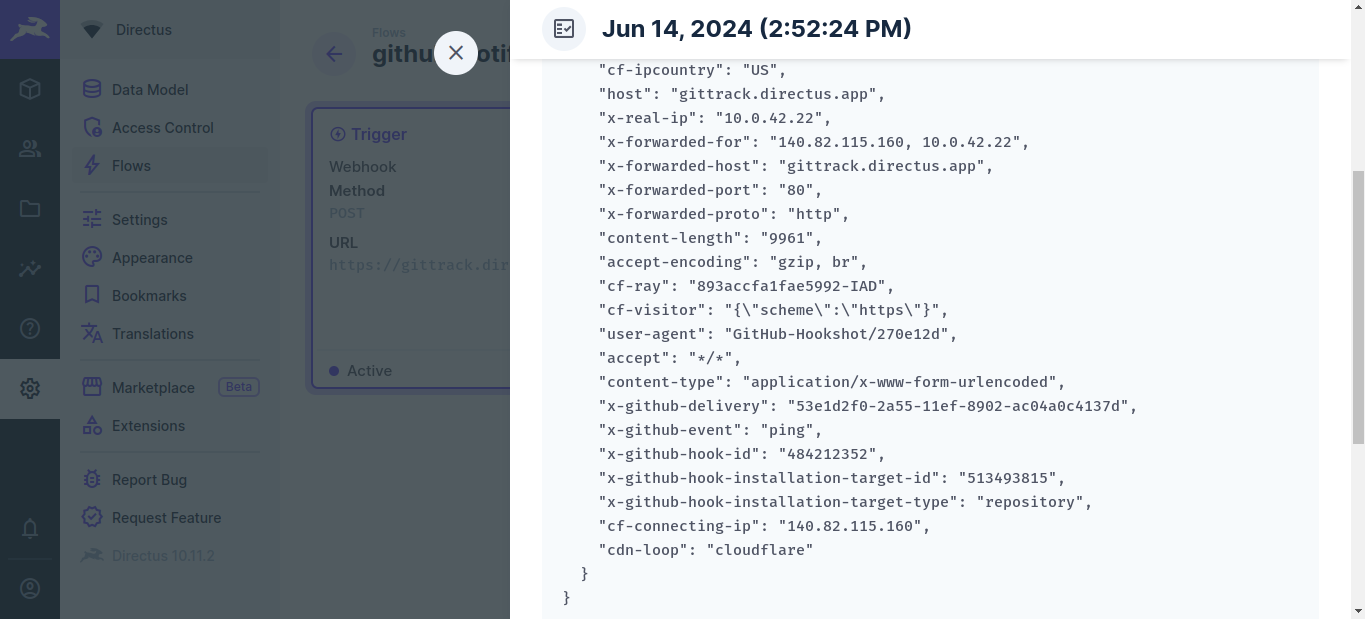 Directus
Data Model
Access Control
Flows
Settings
Appearance
Bookmarks
Translations
Marketplace Beta
Extensions
Report Bug
Request Feature
Directus 10.11.2
Flows
Trigger
Webhook
Method
POST
URL
https://gittrack.dir
Active
Jun 14, 2024 (2:52:24 PM)
"cf-ipcountry": "US",
"host": "gittrack.directus.app",
"x-real-ip": "10.0.42.22",
"x-forwarded-for": "140.82.115.160, 10.0.42.22",
"x-forwarded-host": "gittrack.directus.app",
"x-forwarded-port": "80",
"x-forwarded-proto": "http",
"content-length": "9961",
"accept-encoding": "gzip, br",
"cf-ray": "893accfa1fae5992-IAD",
"cf-visitor": "{\"scheme\":\"https\"}",
"user-agent": "GitHub-Hookshot/270e12d",
"accept": "*/*",
"content-type": "application/x-www-form-urlencoded",
"x-github-delivery": "53e1d2f0-2a55-11ef-8902-ac04a0c4137d",
"x-github-event": "ping",
"x-github-hook-id": "484212352",
"x-github-hook-installation-target-id": "513493815",
"x-github-hook-installation-target-type": "repository",
"cf-connecting-ip": "140.82.115.160",
"cdn-loop": "cloudflare"
}
}